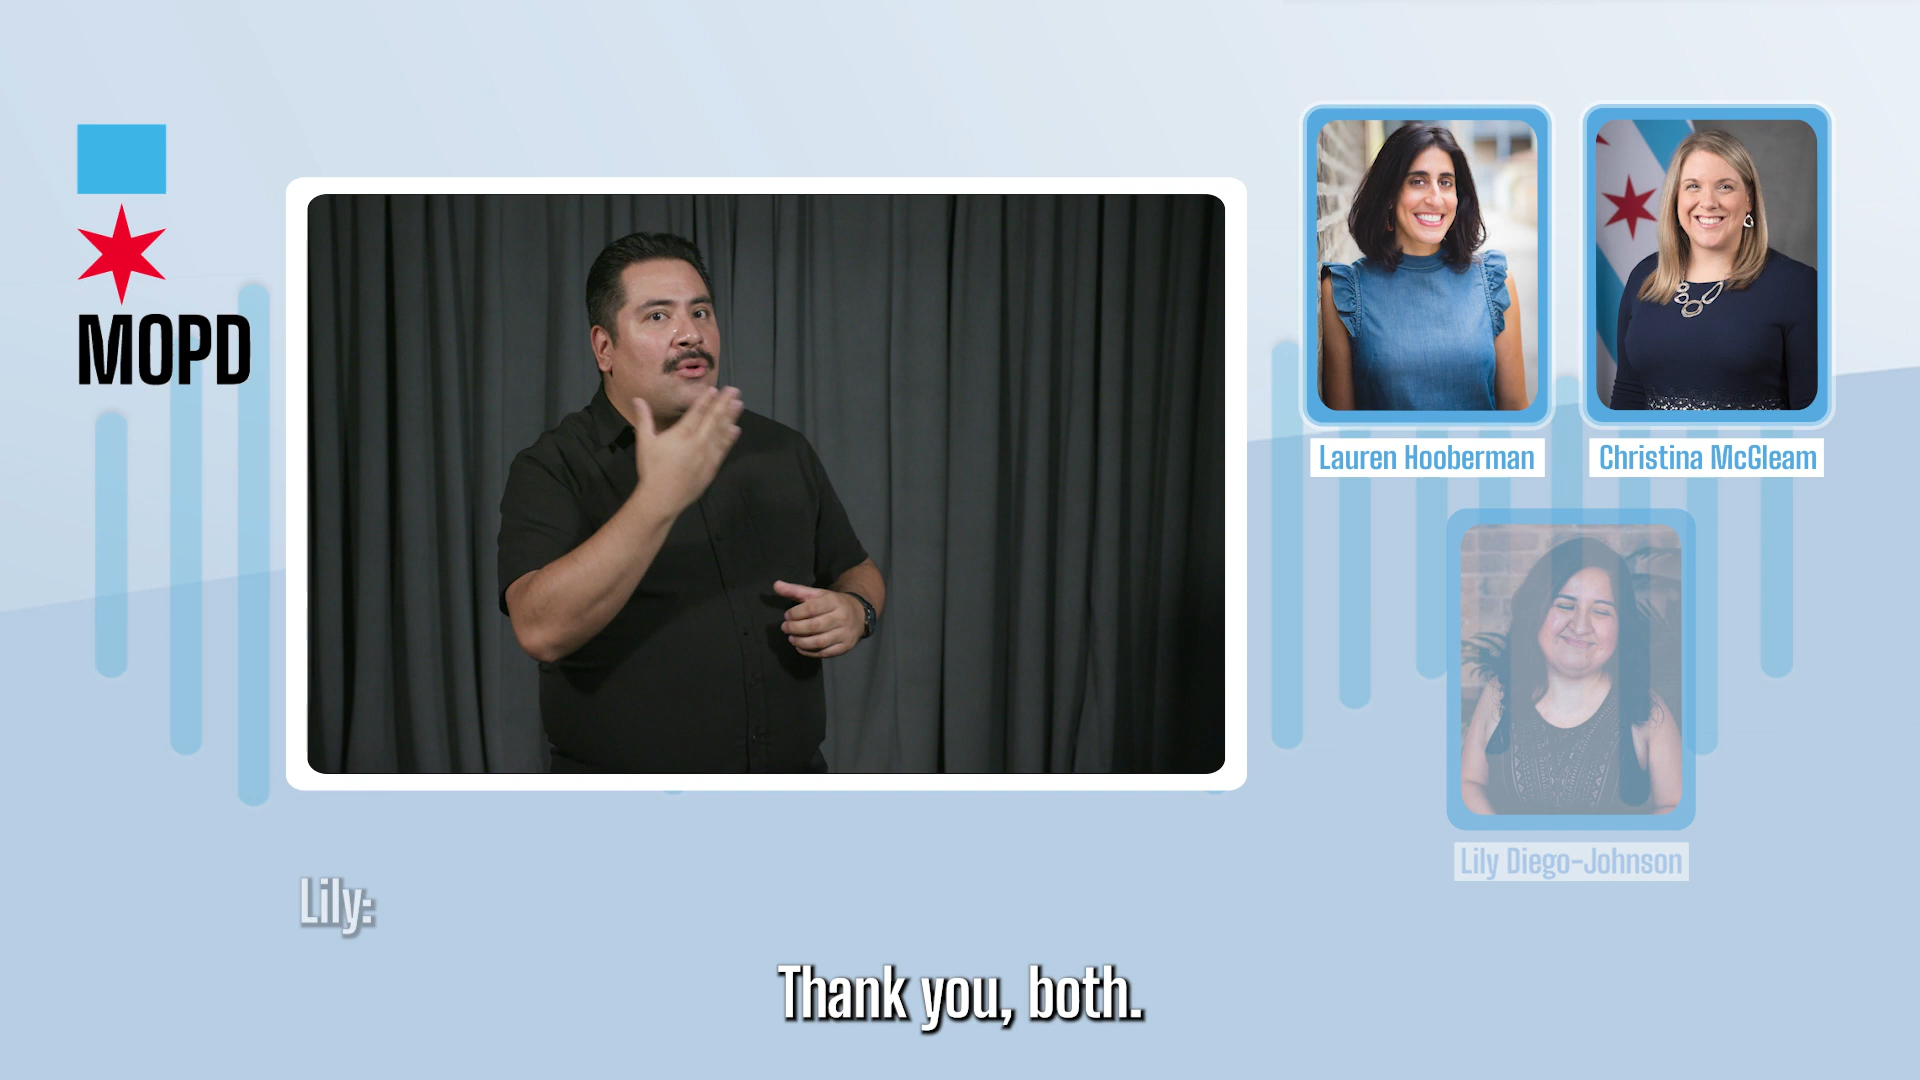 MOPD
Lauren Hooberman
Christina McGleam
Lily Diego-Johnson
Lily:
Thank you, both.